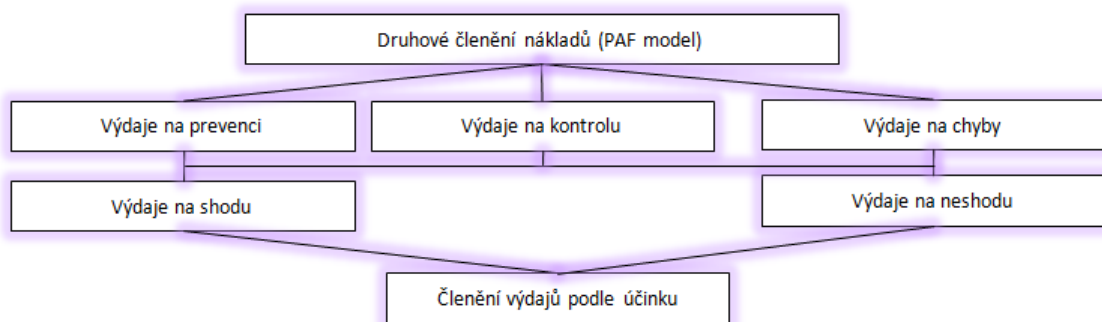 Druhové členění nákladů (PAF model)
Výdaje na prevenci
Výdaje na kontrolu
Výdaje na chyby
Výdaje na shodu
Výdaje na neshodu
Členění výdajů podle účinku